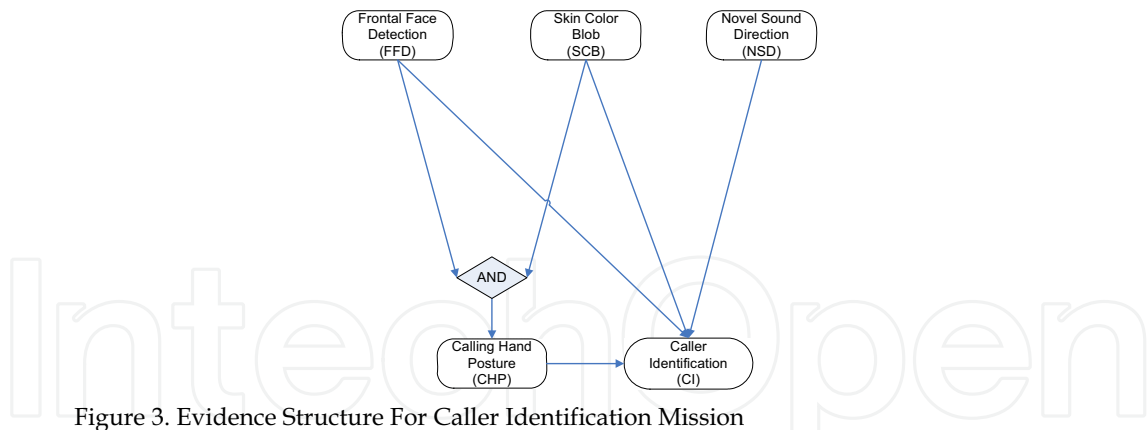 Frontal Face
Detection
(FFD)
Skin Color
Blob
(SCB)
Novel Sound
Direction
(NSD)
AND
Calling Hand
Posture
(CHP)
Caller
Identification
(CI)
IntechOpen
Figure 3. Evidence Structure For Caller Identification Mission